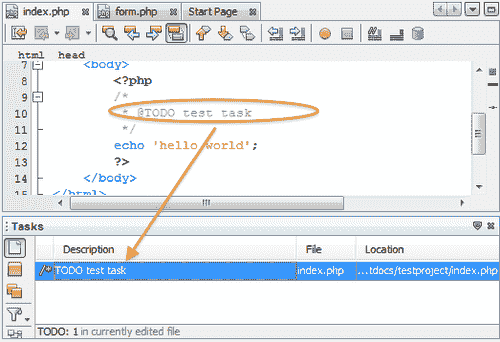 index.php form.php Start Page
html head
7 <body>
8 <?php
9 /*
10 * @TODO test task
11 */
12 echo 'hello world';
13 ?>
14 </body>
15 </html>
Tasks
Description File Location
/* TODO test task index.php ...tdocs/testproject/index.php
TODO: 1 in currently edited file